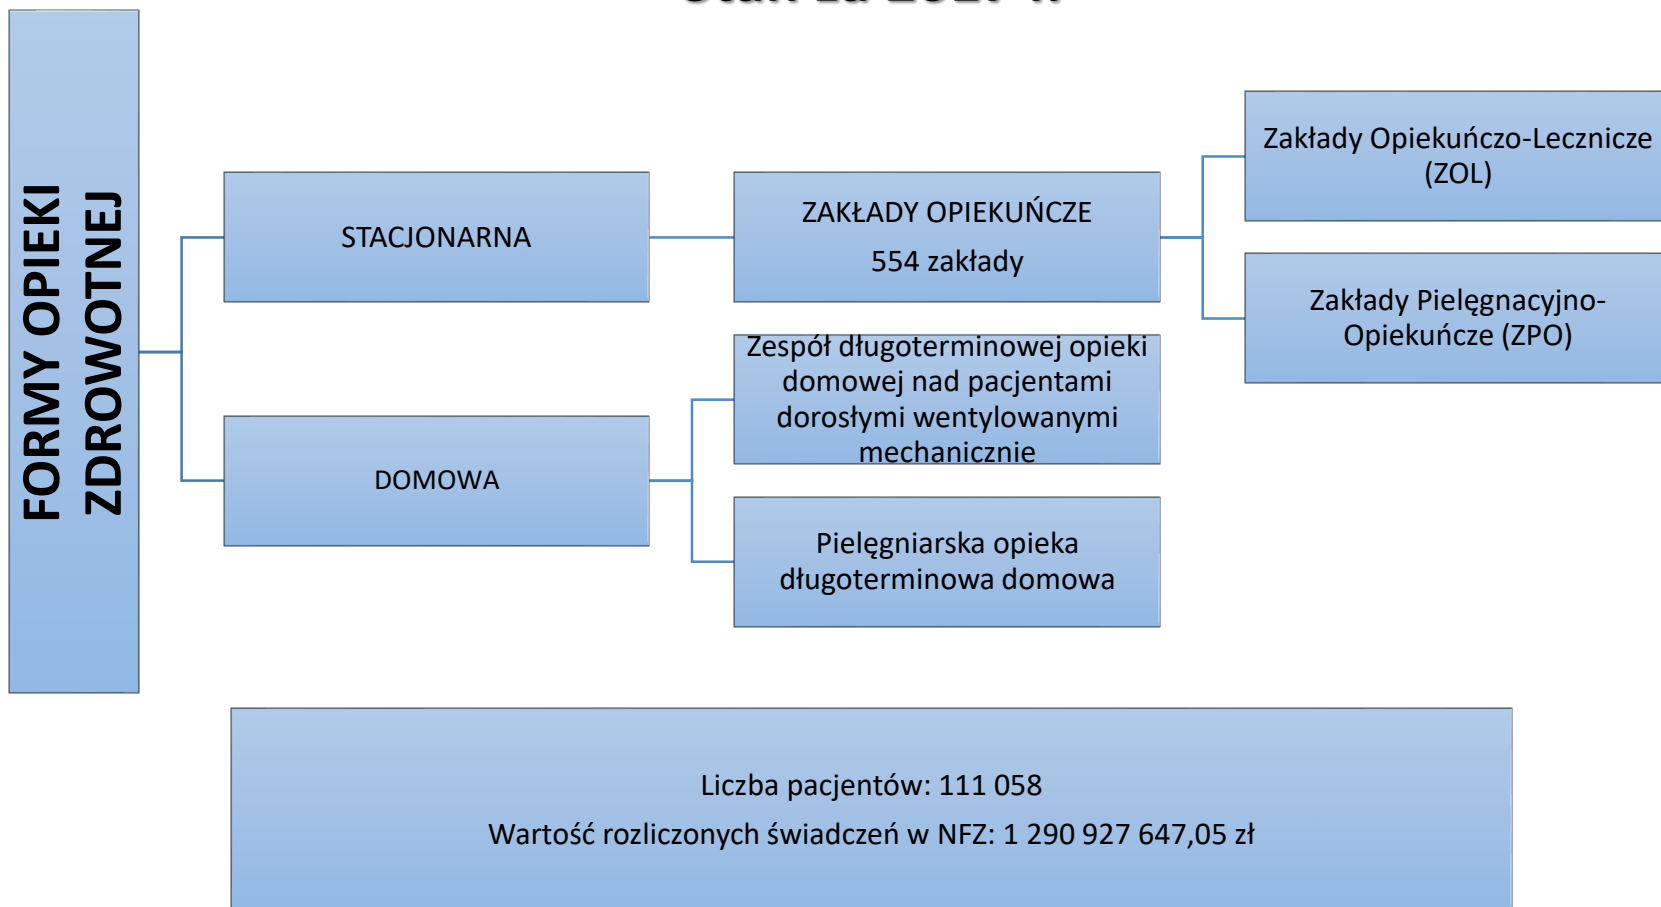 FORMY OPIEKI
ZDROWOTNEJ
STACJONARNA
ZAKŁADY OPIEKUŃCZE
554 zakłady
Zakłady Opiekuńczo-Lecznicze
(ZOL)
Zakłady Pielęgnacyjno-
Opiekuńcze (ZPO)
DOMOWA
Zespół długoterminowej opieki
domowej nad pacjentami
dorosłymi wentylowanymi
mechanicznie
Pielęgniarska opieka
długoterminowa domowa
Liczba pacjentów: 111 058
Wartość rozliczonych świadczeń w NFZ: 1 290 927 647,05 zł